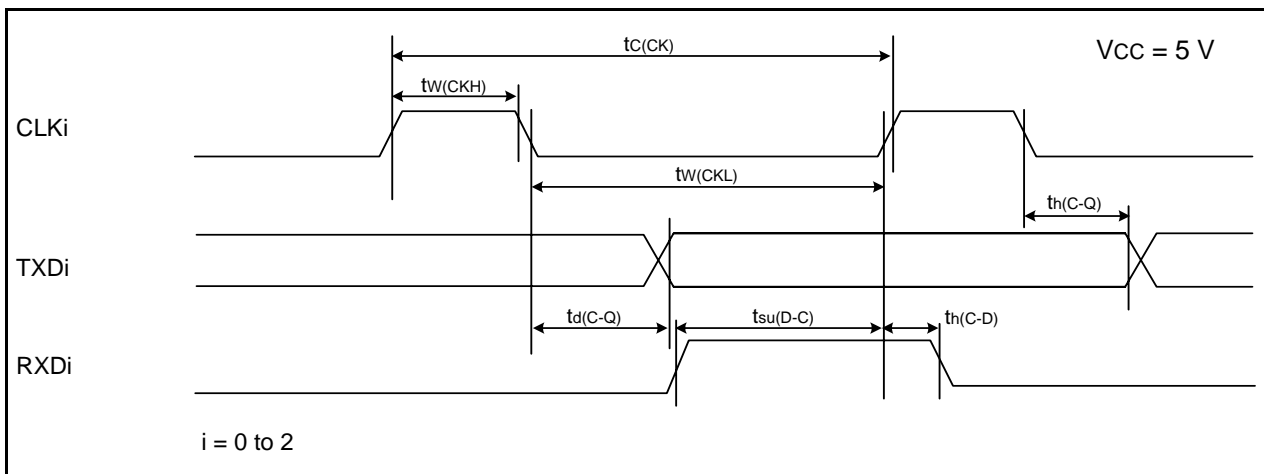 tC(CK)
VCC = 5 V
tW(CKH)
CLKi
tW(CKL)
th(C-Q)
TXDi
td(C-Q)
tsu(D-C)
th(C-D)
RXDi
i = 0 to 2